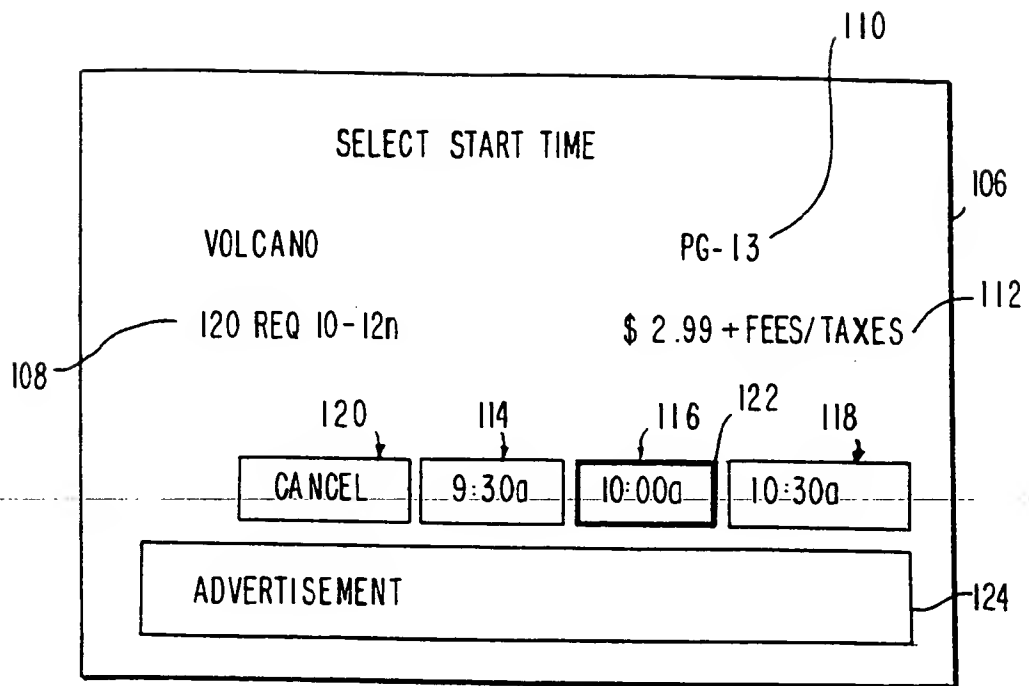 110
SELECT START TIME
106
VOLCANO PG-13
112
120 REQ 10-12n $ 2.99 + FEES/TAXES
108
120 114 116 122 118
CANCEL 9:30a 10:00a 10:30a
ADVERTISEMENT
124